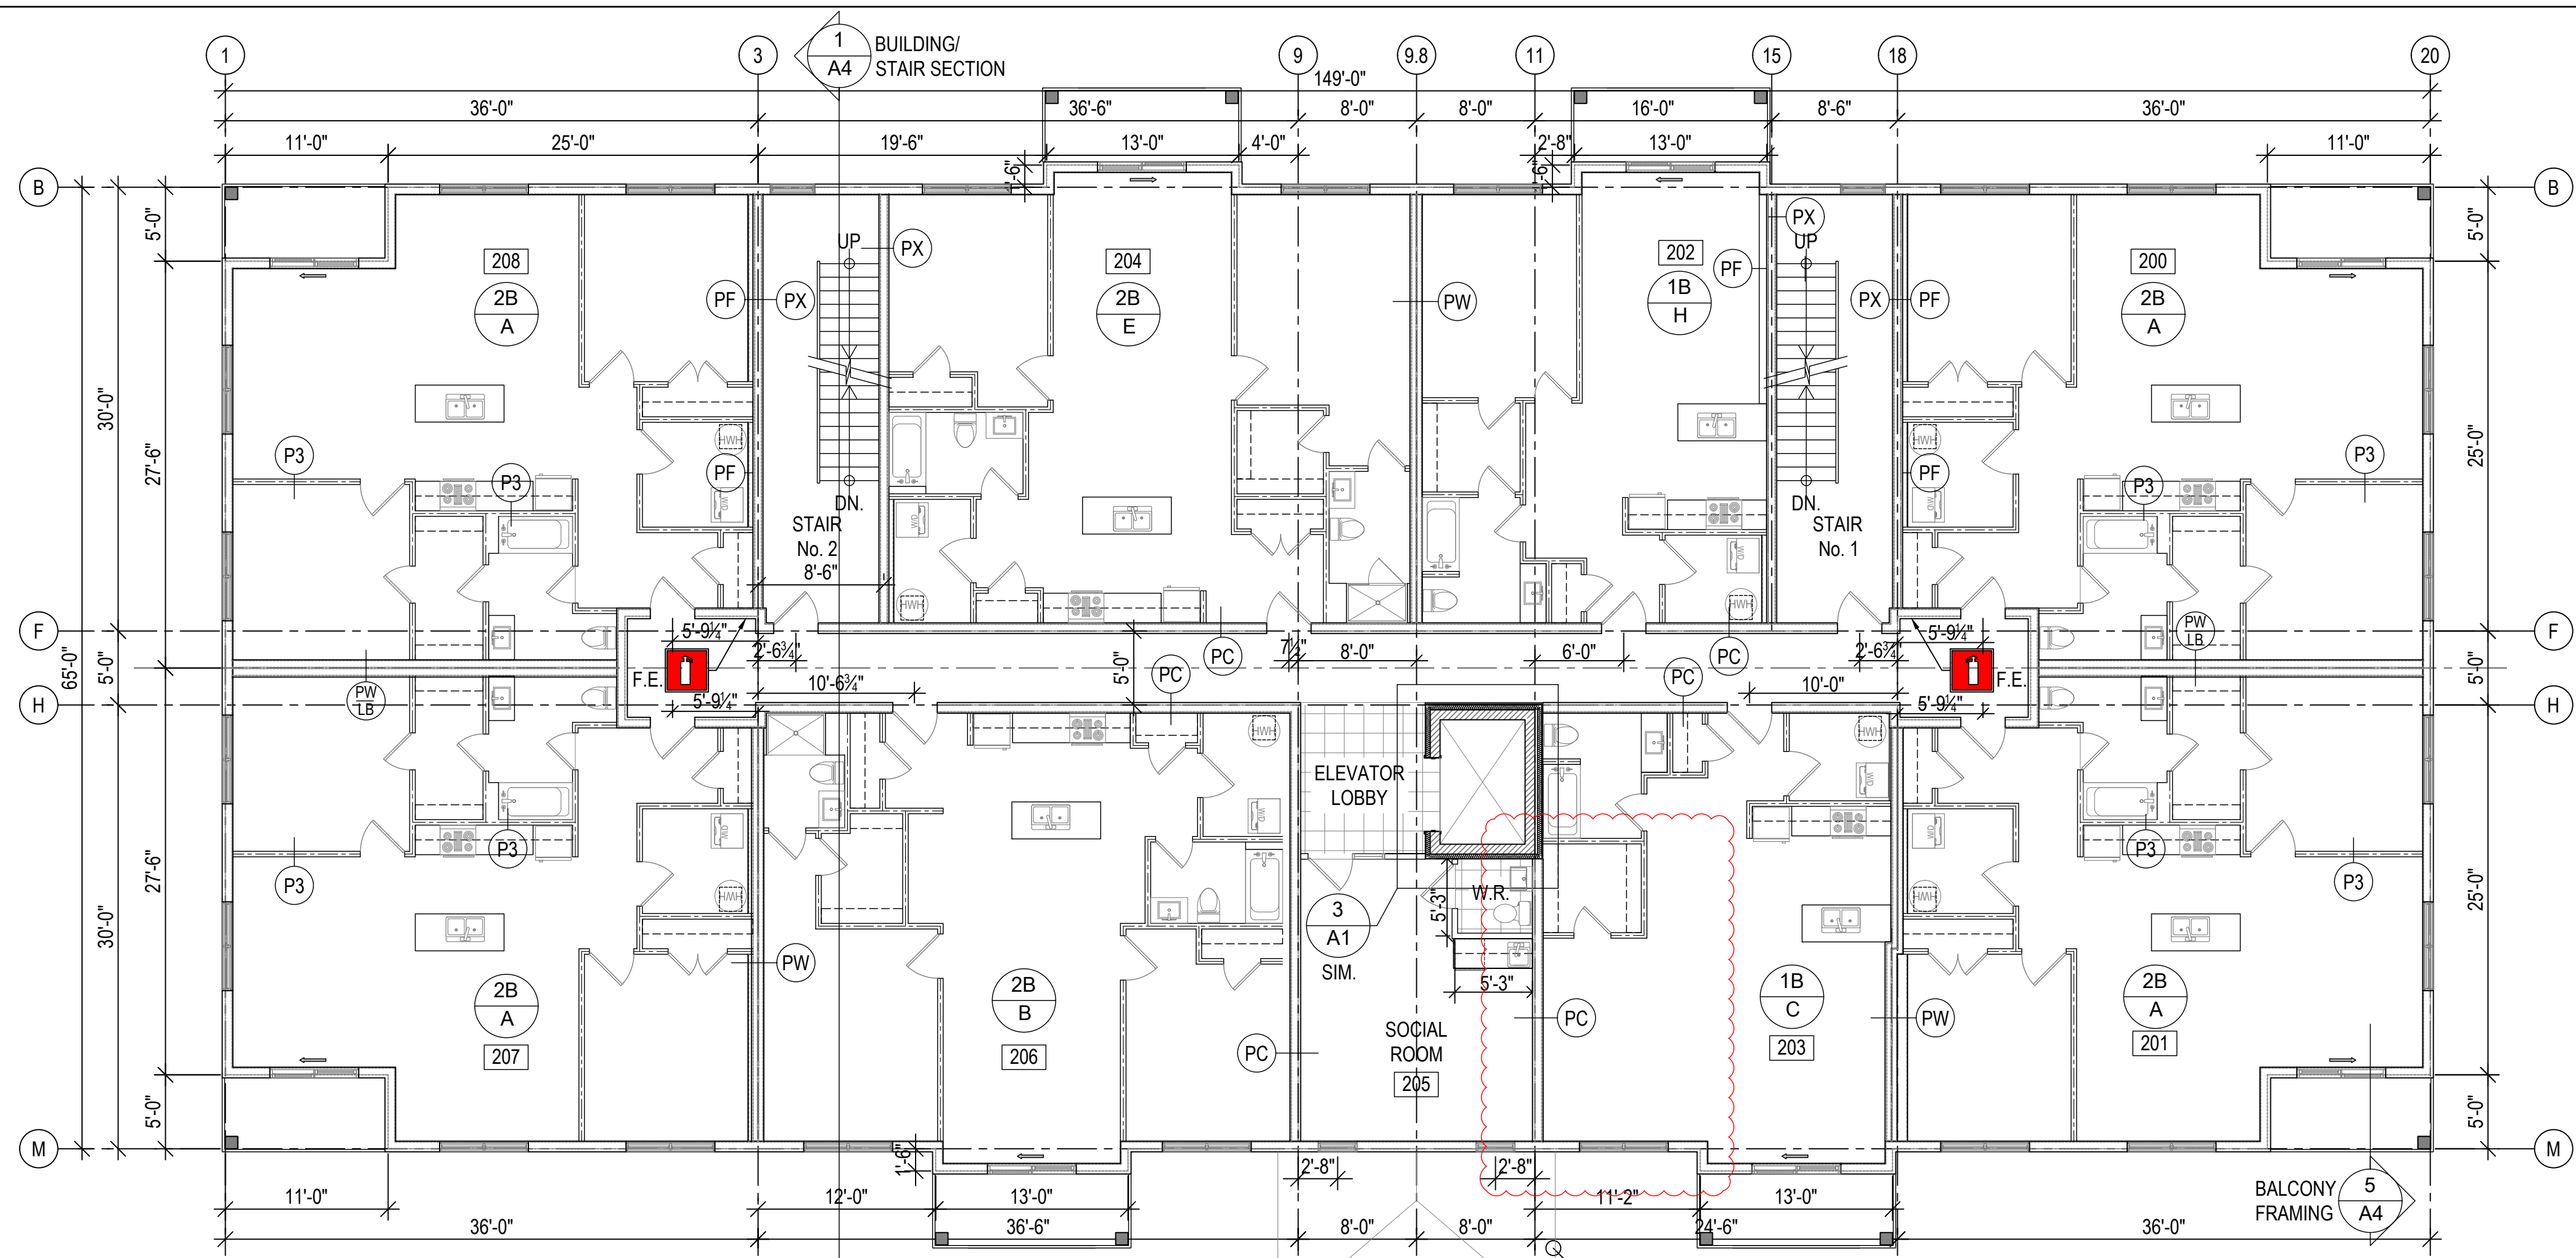 1
3
1
A4
BUILDING/
STAIR SECTION
9
9.8
11
15
18
20
149'-0"
36'-0"
36'-6"
8'-0"
8'-0"
16'-0"
8'-6"
36'-0"
11'-0"
25'-0"
19'-6"
13'-0"
4'-0"
2'-8"
13'-0"
11'-0"
B
B
5'-0"
5'-0"
PX
UP
PX
UP
208
2B
A
PF
PX
204
2B
E
PW
202
1B
H
PF
PX
PF
200
2B
A
30'-0"
27'-6"
25'-0"
P3
P3
HWH
PF
W/D
DN.
STAIR
No. 2
8'-6"
W/D
HWH
W/D
HWH
DN.
STAIR
No. 1
HWH
PF
W/D
P3
P3
F
F
65'-0"
5'-0"
5'-0"
5'-9¼"
2'-6¾"
F.E.
5'-9¼"
10'-6¾"
5'-0"
PC
PC
7½"
8'-0"
6'-0"
PC
PC
2'-6¾"
10'-0"
5'-9¼"
F.E.
5'-9¼"
PW
LB
PW
LB
H
H
30'-0"
27'-6"
25'-0"
P3
P3
W/D
HWH
HWH
W/D
ELEVATOR
LOBBY
HWH
W/D
W/D
HWH
P3
P3
W.R.
5'-3"
3
A1
SIM.
5'-3"
PW
2B
A
207
2B
B
206
PC
SOCIAL
ROOM
205
PC
1B
C
203
PW
2B
A
201
5'-0"
5'-0"
M
M
1'-6"
2'-8"
2'-8"
11'-0"
12'-0"
13'-0"
11'-2"
13'-0"
36'-0"
36'-6"
8'-0"
8'-0"
24'-6"
36'-0"
BALCONY
FRAMING
5
A4